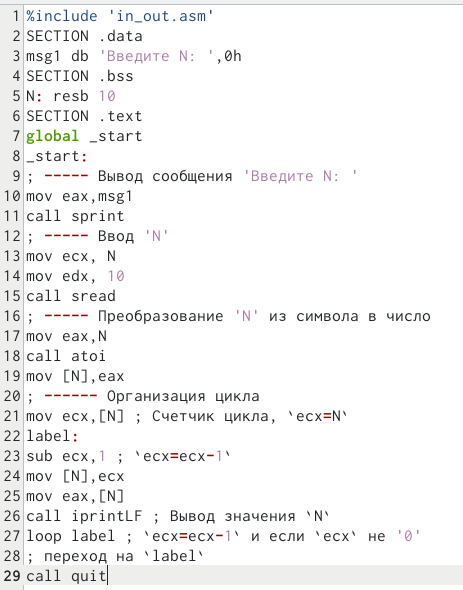 1 %include 'in_out.asm'
2 SECTION .data
3 msg1 db 'Введите N: ',0h
4 SECTION .bss
5 N: resb 10
6 SECTION .text
7 global _start
8 _start:
9 ; ----- Вывод сообщения 'Введите N: '
10 mov eax,msg1
11 call sprint
12 ; ----- Ввод 'N'
13 mov ecx, N
14 mov edx, 10
15 call sread
16 ; ----- Преобразование 'N' из символа в число
17 mov eax,N
18 call atoi
19 mov [N],eax
20 ; ------ Организация цикла
21 mov ecx,[N] ; Счетчик цикла, `ecx=N`
22 label:
23 sub ecx,1 ; `ecx=ecx-1`
24 mov [N],ecx
25 mov eax,[N]
26 call iprintLF ; Вывод значения `N`
27 loop label ; `ecx=ecx-1` и если `ecx` не '0'
28 ; переход на `label`
29 call quit